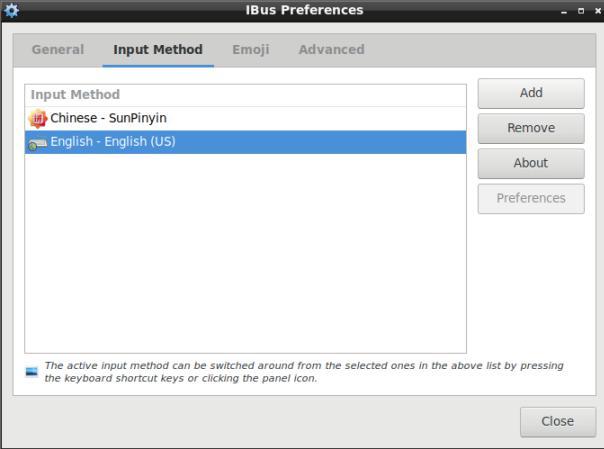 IBus Preferences
General Input Method Emoji Advanced
Input Method
Chinese - SunPinyin
English - English (US)
Add
Remove
About
Preferences
The active input method can be switched around from the selected ones in the above list by pressing
the keyboard shortcut keys or clicking the panel icon.
Close